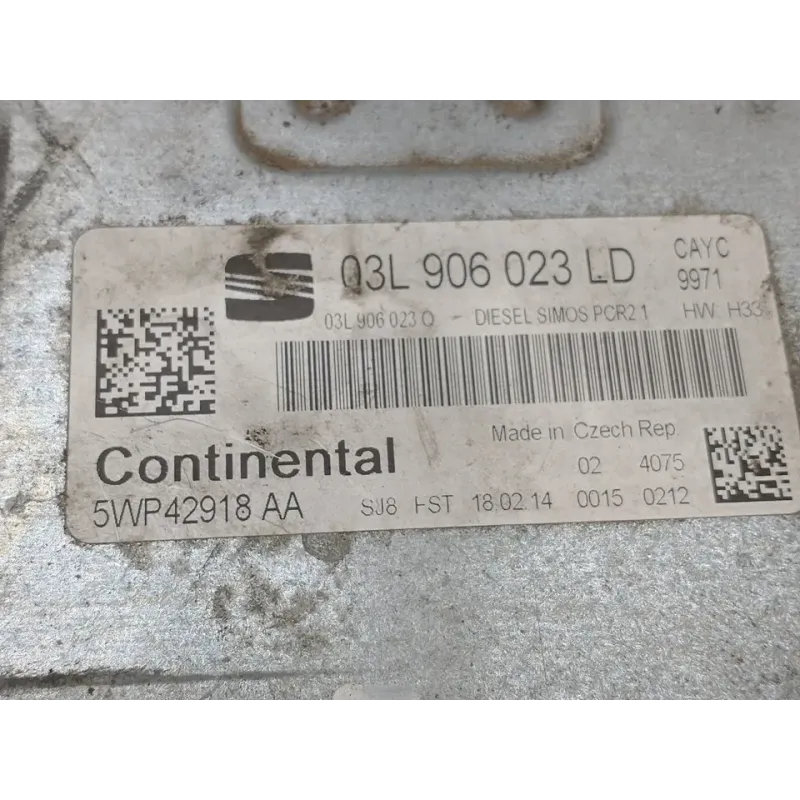 03L 906 023 LD CAYC
9971
03L 906 023 Q - DIESEL SIMOS PCR2 1 HW: H33
Made in Czech Rep.
Continental 02 4075
5WP42918 AA SJ8 HST 18.02.14 0015 0212